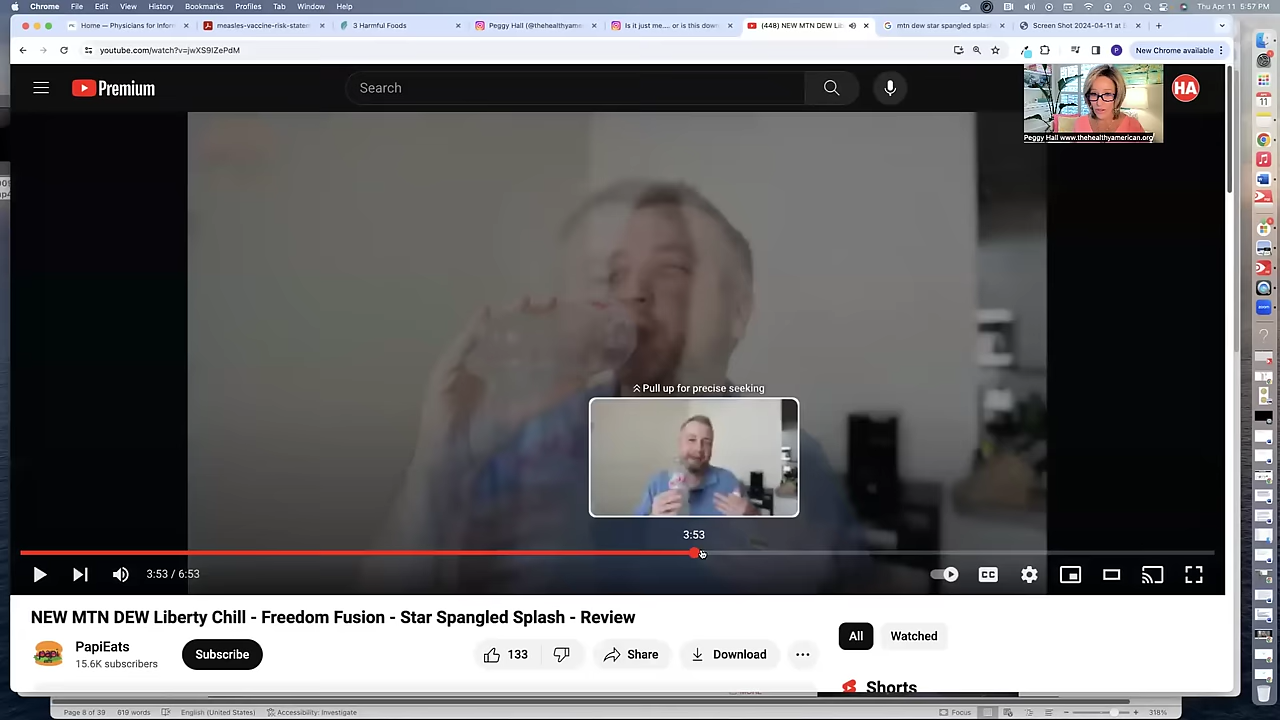 Chrome File Edit View History Bookmarks Profiles Tab Window Help
Thu Apr 11 5:57 PM
Home — Physicians for Inforn
measles-vaccine-risk-statem
3 Harmful Foods
Peggy Hall (@thehealthyamer
Is it just me.... or is this down
(448) NEW MTN DEW Lib
mtn dew star spangled splas
Screen Shot 2024-04-11 at
youtube.com/watch?v=jwXS9IZePdM
New Chrome available
Premium
Search
HA
Peggy Hall www.thehealthyamerican.org
Pull up for precise seeking
3:53
3:53 / 6:53
CC
NEW MTN DEW Liberty Chill - Freedom Fusion - Star Spangled Splash - Review
PapiEats
15.6K subscribers
Subscribe
133
Share
Download
All
Watched
Shorts
Page 8 of 39 619 words English (United States) Accessibility: Investigate
Focus
318%